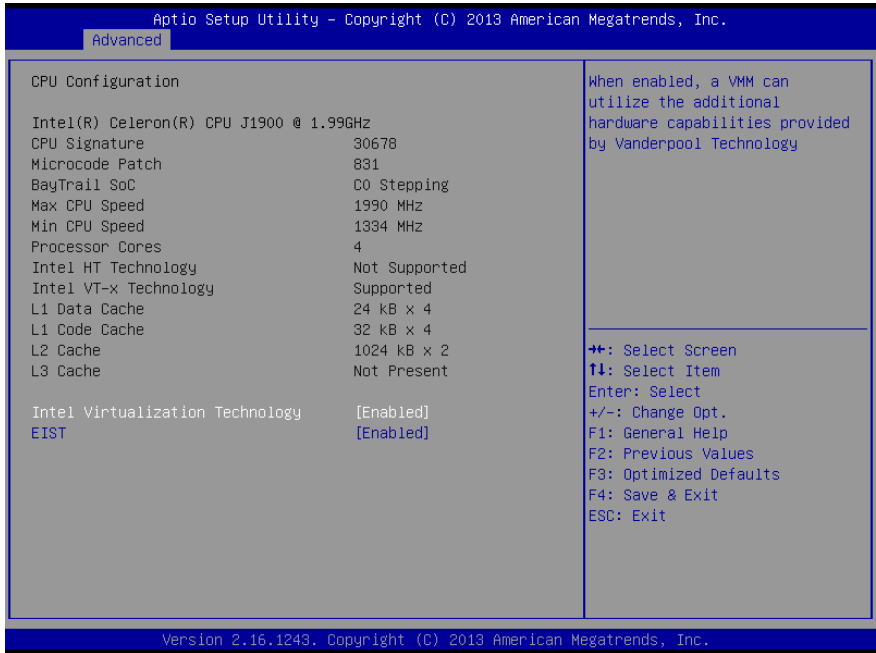 Aptio Setup Utility – Copyright (C) 2013 American Megatrends, Inc.
Advanced
CPU Configuration
Intel(R) Celeron(R) CPU J1900 @ 1.99GHz
CPU Signature 30678
Microcode Patch 831
BayTrail SoC C0 Stepping
Max CPU Speed 1990 MHz
Min CPU Speed 1334 MHz
Processor Cores 4
Intel HT Technology Not Supported
Intel VT-x Technology Supported
L1 Data Cache 24 kB x 4
L1 Code Cache 32 kB x 4
L2 Cache 1024 kB x 2
L3 Cache Not Present
Intel Virtualization Technology [Enabled]
EIST [Enabled]
When enabled, a VMM can
utilize the additional
hardware capabilities provided
by Vanderpool Technology
→←: Select Screen
↑↓: Select Item
Enter: Select
+/-: Change Opt.
F1: General Help
F2: Previous Values
F3: Optimized Defaults
F4: Save & Exit
ESC: Exit
Version 2.16.1243. Copyright (C) 2013 American Megatrends, Inc.